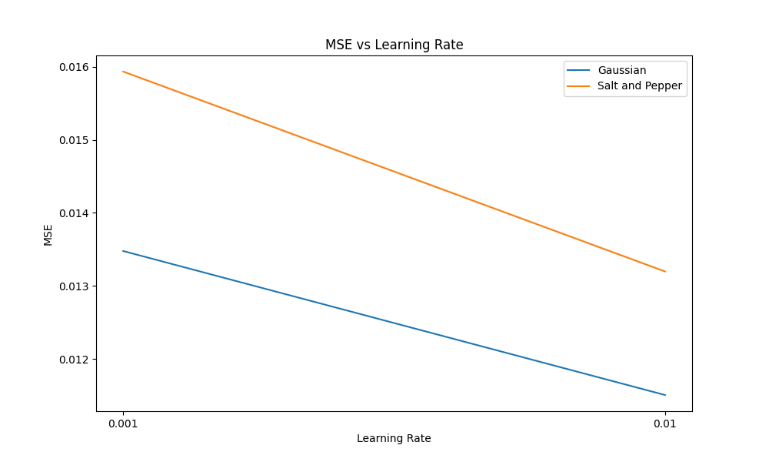 MSE vs Learning Rate
Gaussian
Salt and Pepper
0.016
0.015
0.014
0.013
0.012
MSE
0.001
0.01
Learning Rate